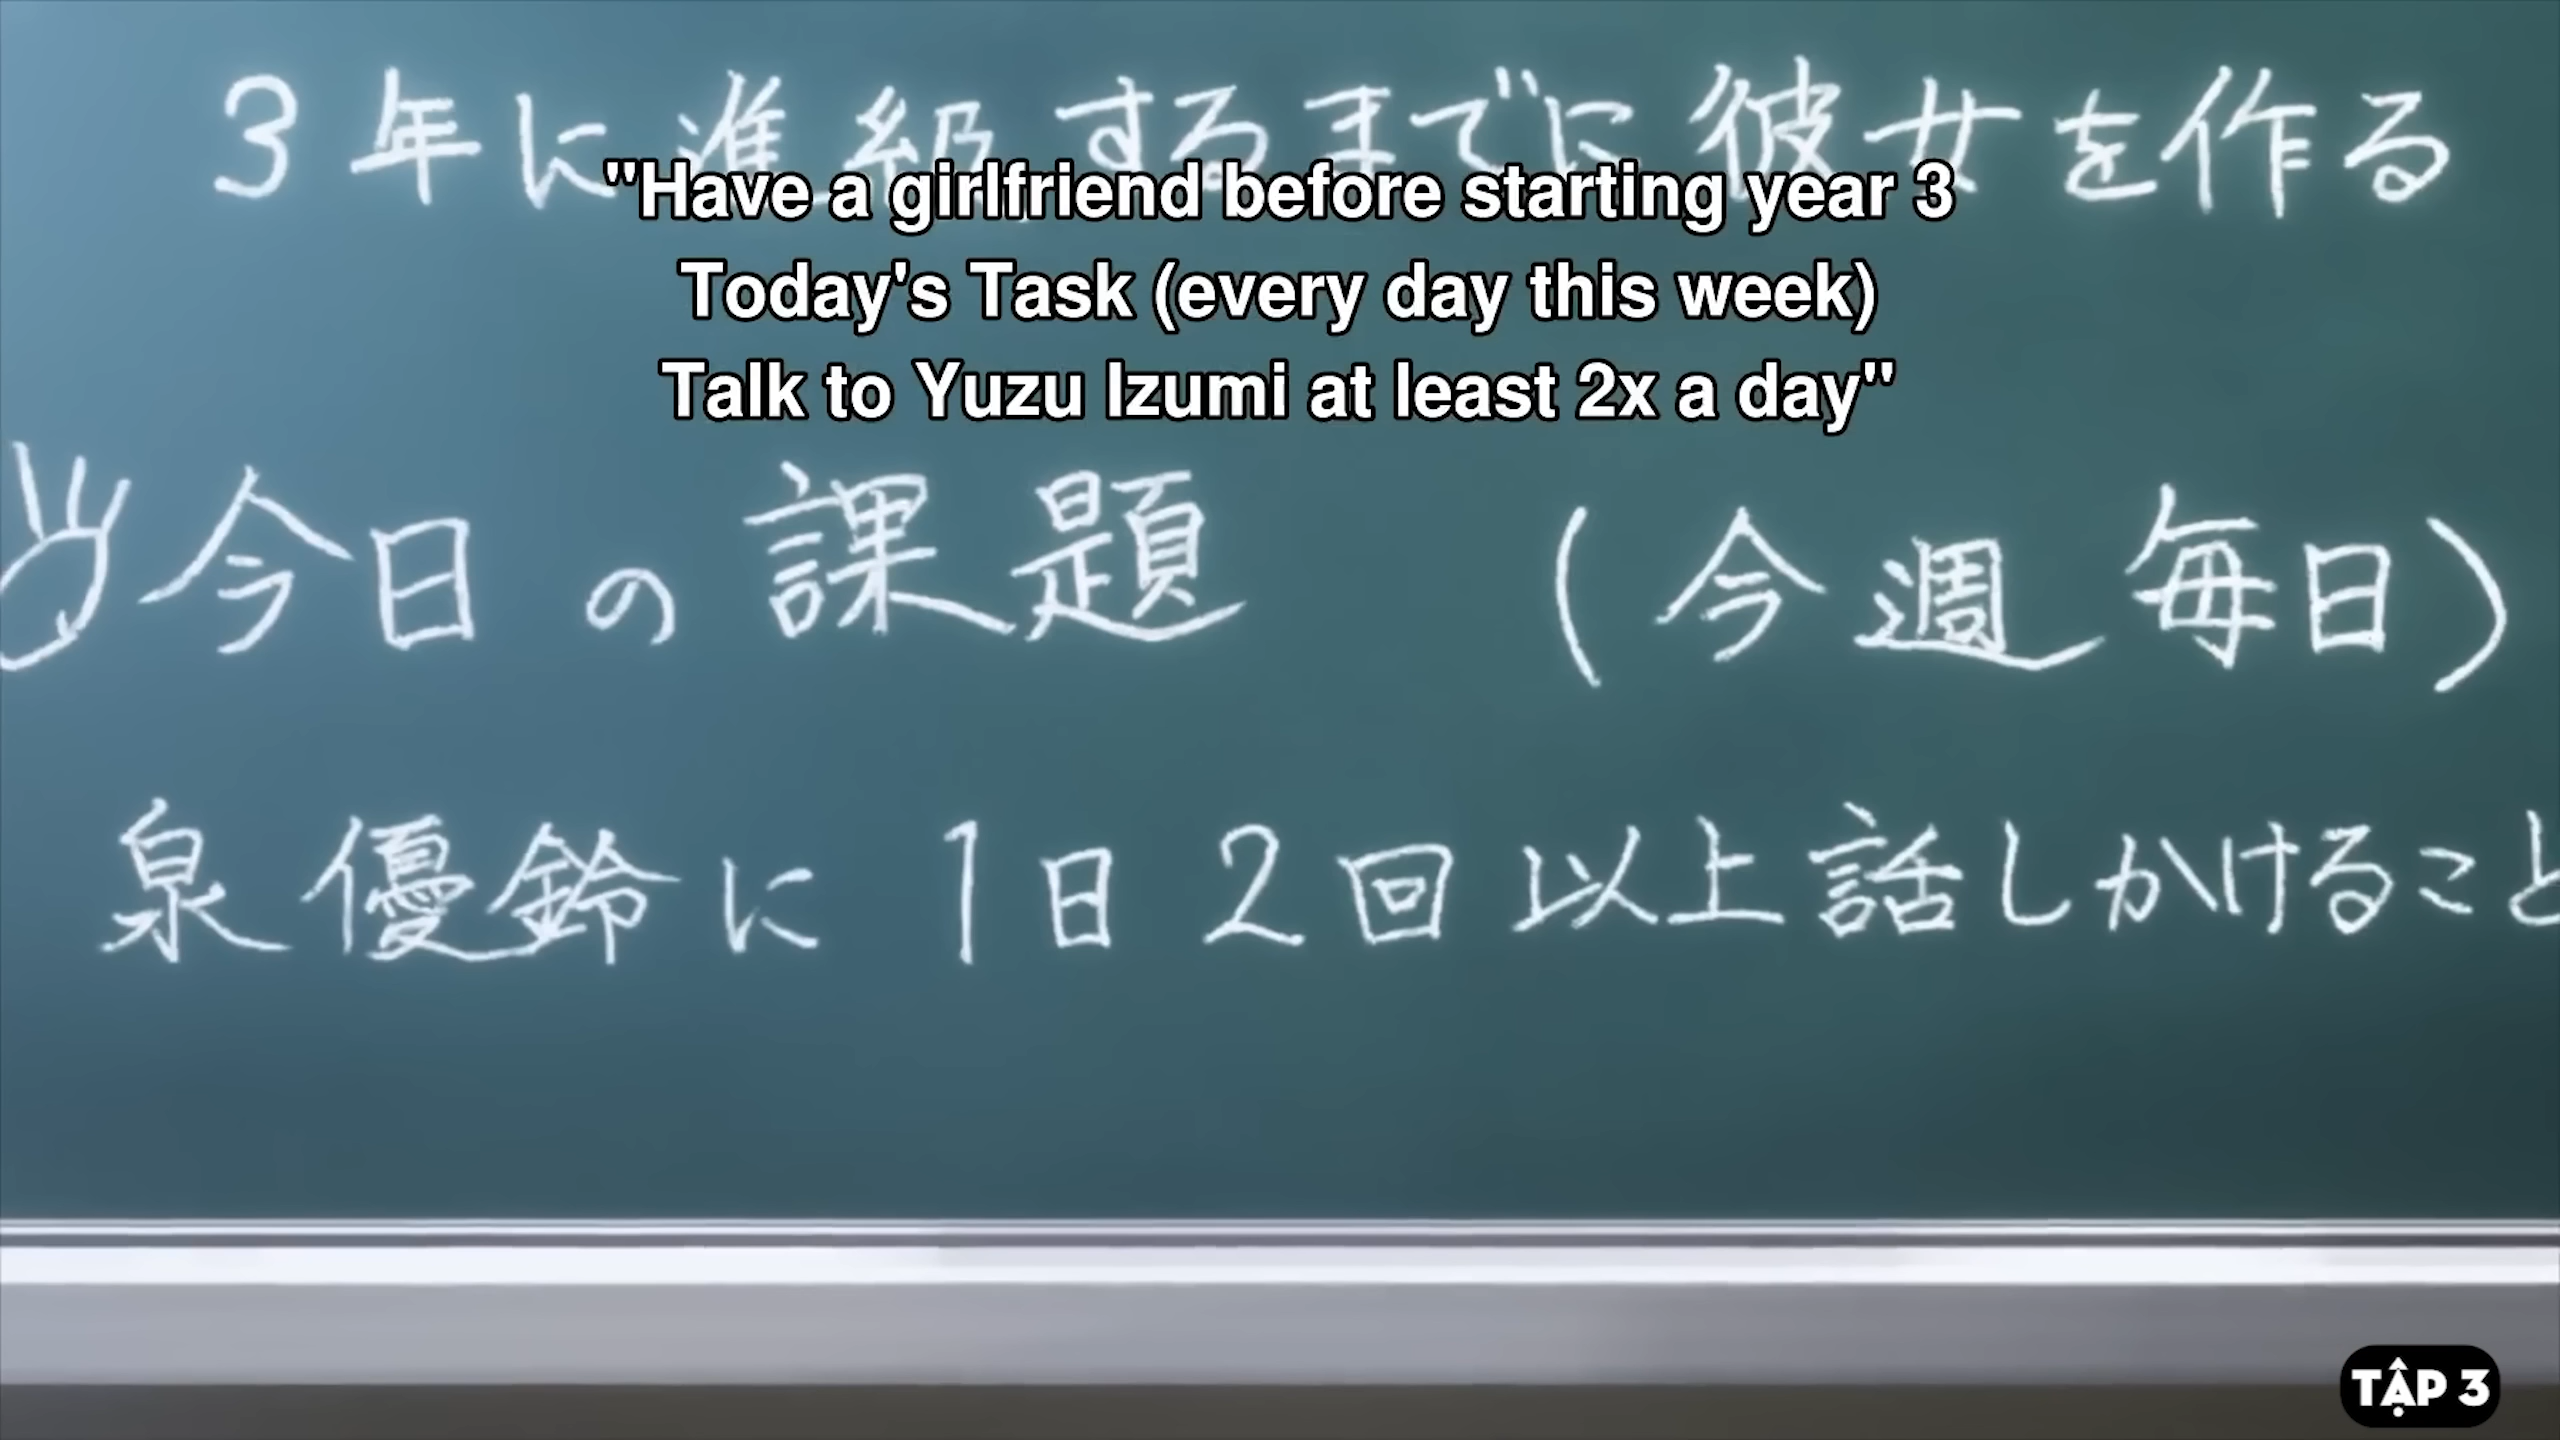 3年に進級するまでに彼女を作る
"Have a girlfriend before starting year 3
Today's Task (every day this week)
Talk to Yuzu Izumi at least 2x a day"
今日の課題 (今週毎日)
泉優鈴に1日2回以上話しかけること
TẬP 3